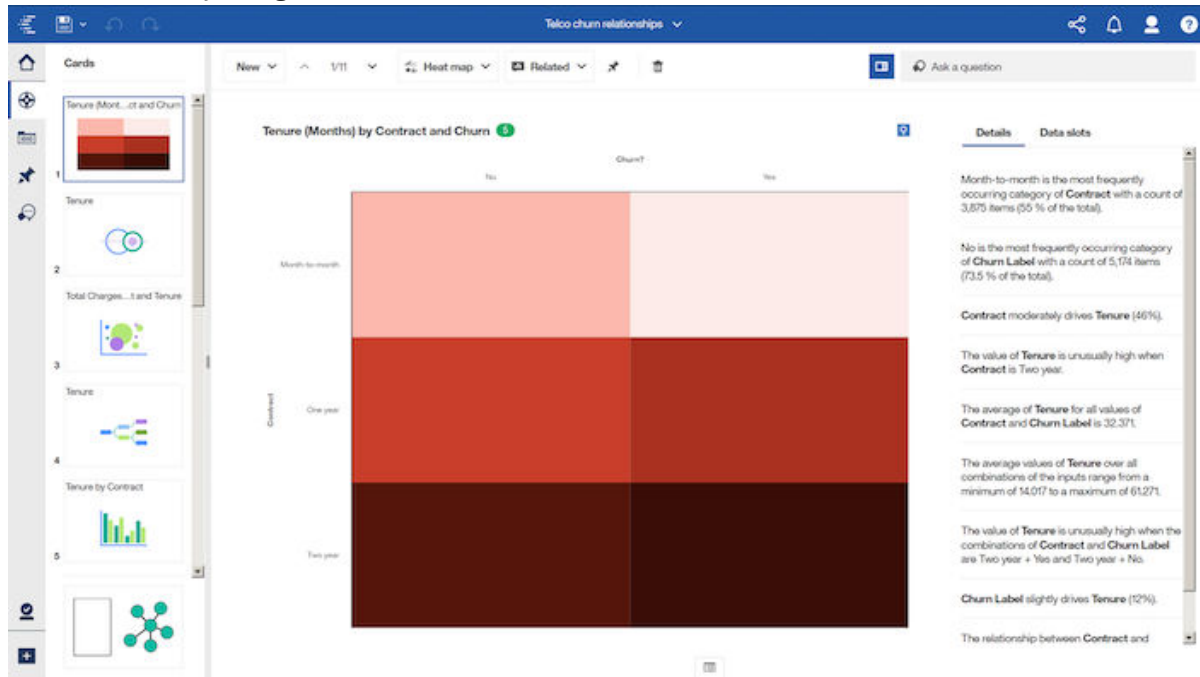 Telco churn relationships
Cards
New
1/11
Heat map
Related
Ask a question
Tenure (Mont...ct and Churn
1
Tenure
2
Total Charges...t and Tenure
3
Tenure
4
Tenure by Contract
5
Tenure (Months) by Contract and Churn 5
Churn?
No
Yes
Contract
Month-to-month
One year
Two year
Details
Data slots
Month-to-month is the most frequently
occurring category of Contract with a count of
3,875 items (55 % of the total).
No is the most frequently occurring category
of Churn Label with a count of 5,174 items
(73.5 % of the total).
Contract moderately drives Tenure (46%).
The value of Tenure is unusually high when
Contract is Two year.
The average of Tenure for all values of
Contract and Churn Label is 32.371.
The average values of Tenure over all
combinations of the inputs range from a
minimum of 14.017 to a maximum of 61.271.
The value of Tenure is unusually high when the
combinations of Contract and Churn Label
are Two year + Yes and Two year + No.
Churn Label slightly drives Tenure (12%).
The relationship between Contract and